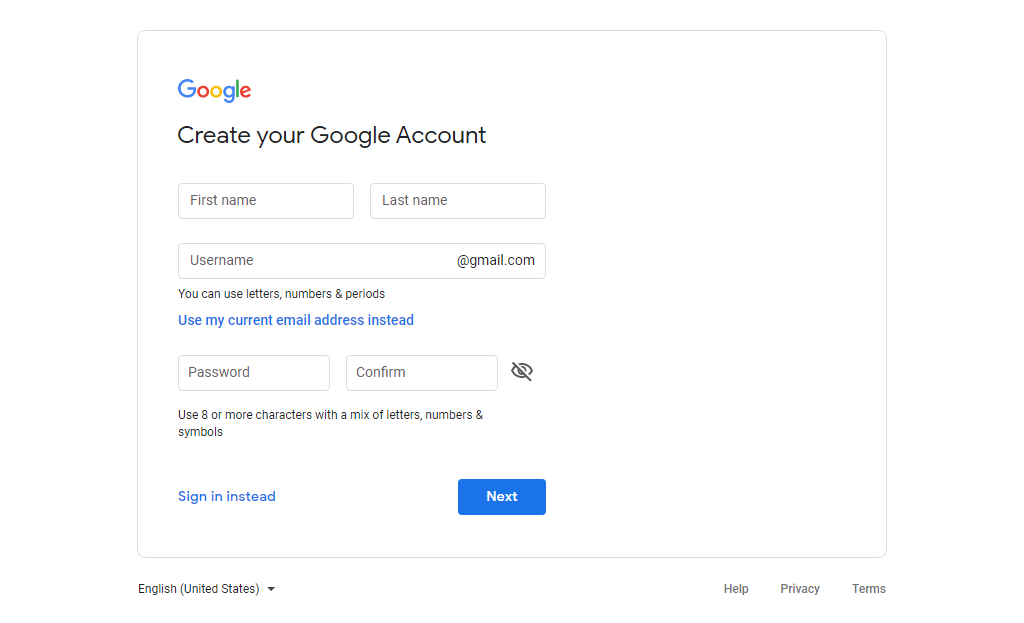 Google
Create your Google Account
First name Last name
Username @gmail.com
You can use letters, numbers & periods
Use my current email address instead
Password Confirm
Use 8 or more characters with a mix of letters, numbers &
symbols
Sign in instead Next
English (United States) Help Privacy Terms